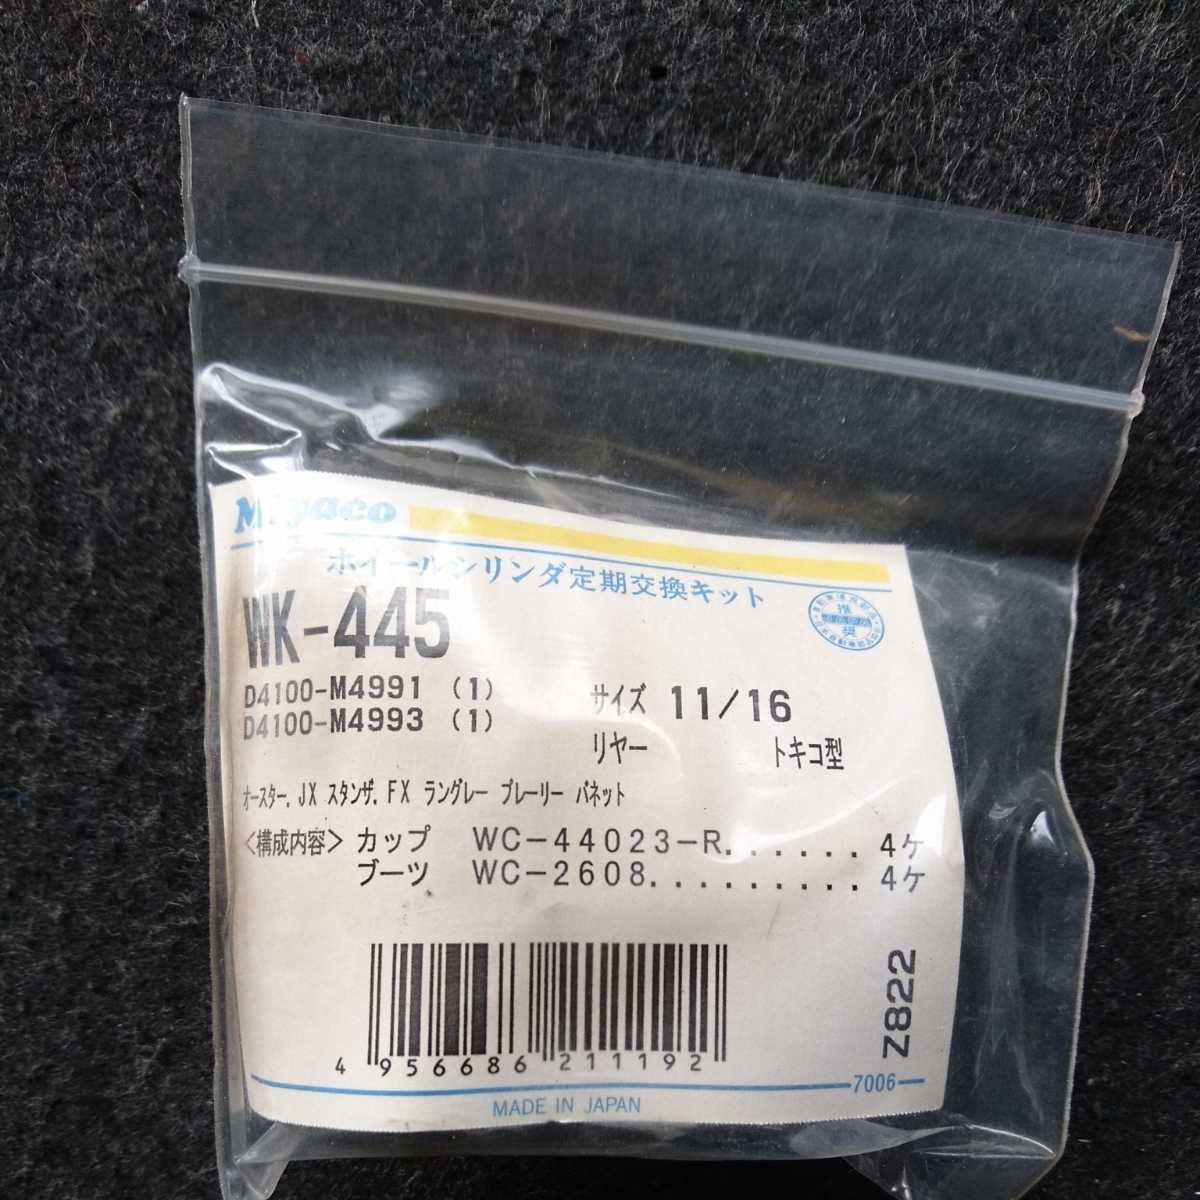 Miyaco
ホイールシリンダ定期交換キット
WK-445
推
奨
D4100-M4991 (1)
D4100-M4993 (1)
サイズ 11/16
リヤー トキコ型
オースター.JX スタンザ.FX ラングレー プレーリー バネット
<構成内容> カップ WC-44023-R...... 4ケ
ブーツ WC-2608.......... 4ケ
Z822
4 956686 211192
7006
MADE IN JAPAN